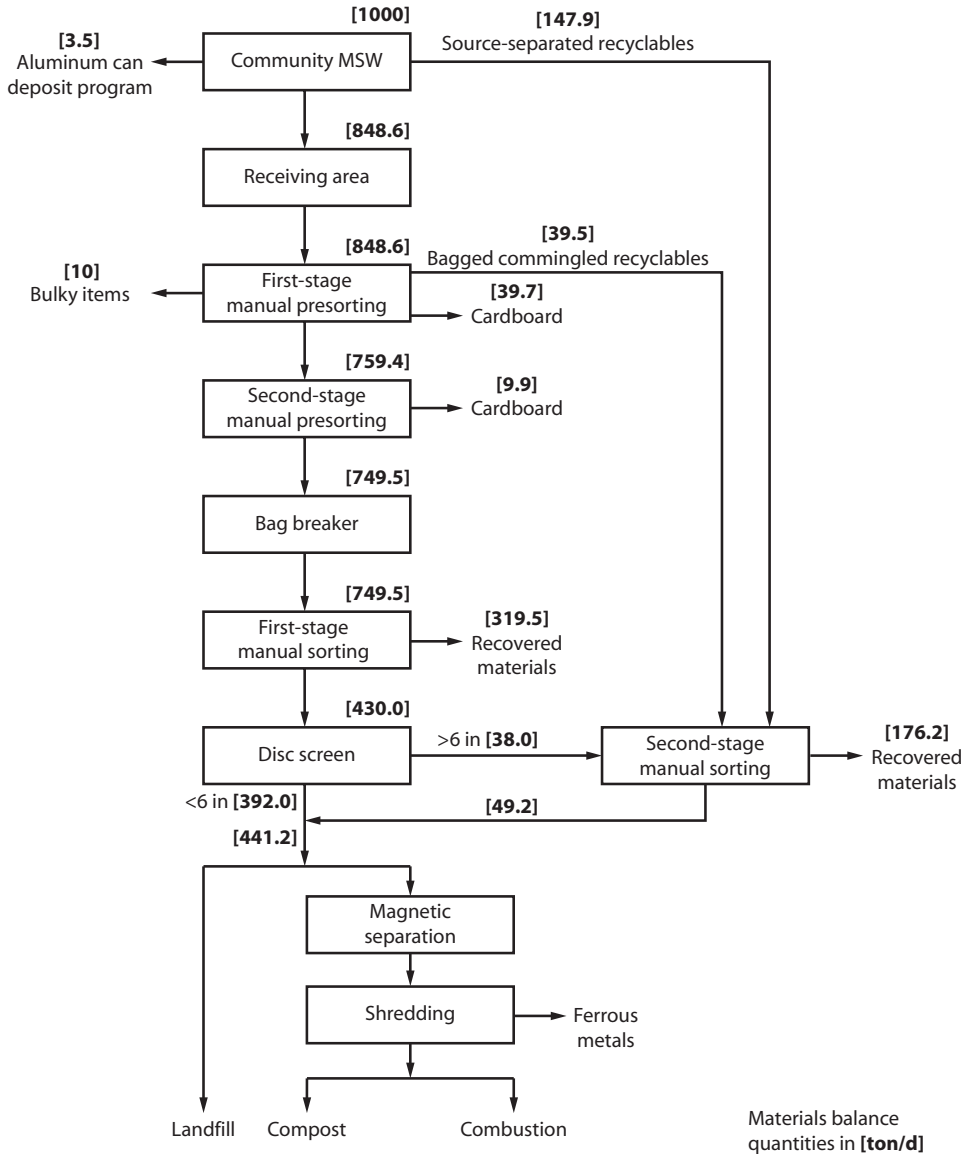 [1000]
[147.9]
[3.5]
Source-separated recyclables
Aluminum can
deposit program
Community MSW
[848.6]
Receiving area
[848.6]
[39.5]
Bagged commingled recyclables
[10]
Bulky items
First-stage
manual presorting
[39.7]
Cardboard
[759.4]
Second-stage
manual presorting
[9.9]
Cardboard
[749.5]
Bag breaker
[749.5]
First-stage
manual sorting
[319.5]
Recovered
materials
[430.0]
Disc screen
>6 in [38.0]
Second-stage
manual sorting
[176.2]
Recovered
materials
<6 in [392.0]
[49.2]
[441.2]
Magnetic
separation
Shredding
Ferrous
metals
Landfill
Compost
Combustion
Materials balance
quantities in [ton/d]